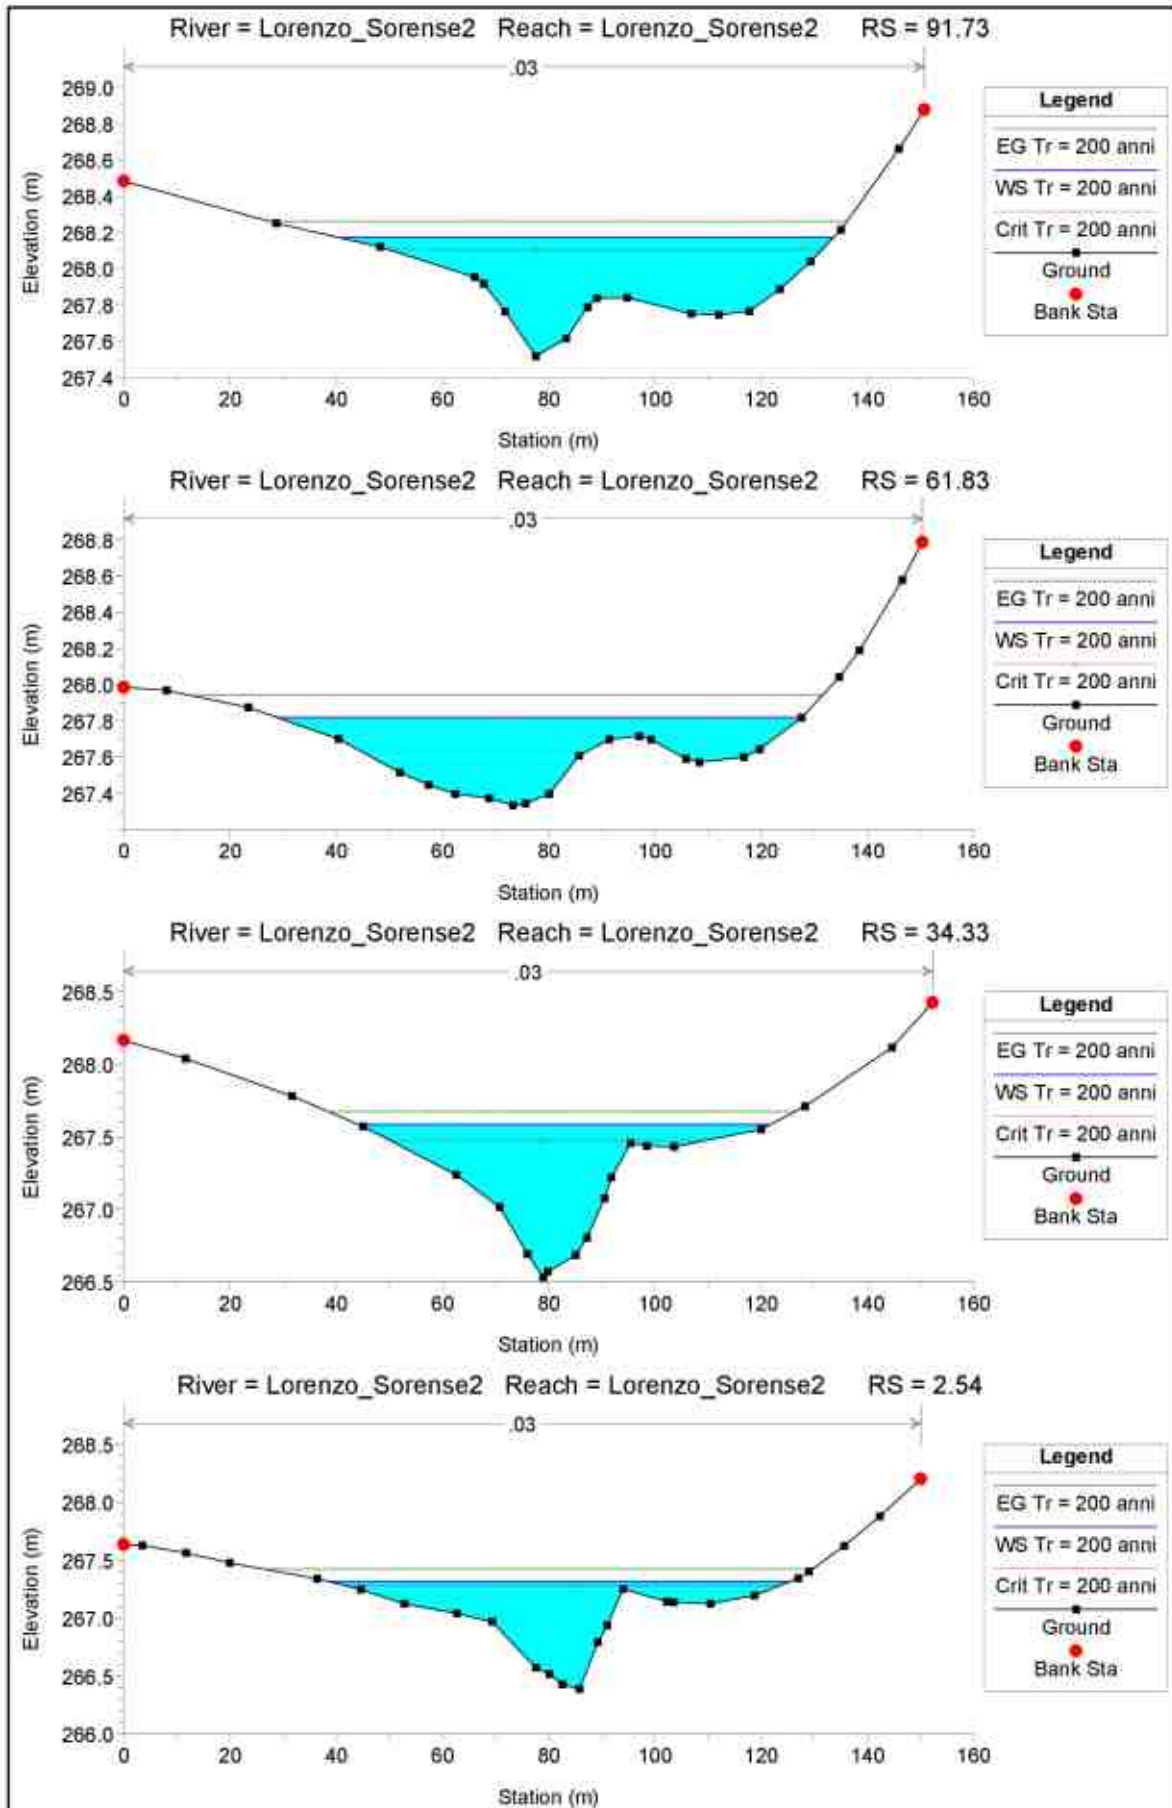 River = Lorenzo_Sorense2 Reach = Lorenzo_Sorense2 RS = 91.73
.03
269.0
268.8
268.6
268.4
268.2
268.0
267.8
267.6
267.4
Elevation (m)
0 20 40 60 80 100 120 140 160
Station (m)
Legend
EG Tr = 200 anni
WS Tr = 200 anni
Crit Tr = 200 anni
Ground
Bank Sta
River = Lorenzo_Sorense2 Reach = Lorenzo_Sorense2 RS = 61.83
.03
268.8
268.6
268.4
268.2
268.0
267.8
267.6
267.4
Elevation (m)
0 20 40 60 80 100 120 140 160
Station (m)
Legend
EG Tr = 200 anni
WS Tr = 200 anni
Crit Tr = 200 anni
Ground
Bank Sta
River = Lorenzo_Sorense2 Reach = Lorenzo_Sorense2 RS = 34.33
.03
268.5
268.0
267.5
267.0
266.5
Elevation (m)
0 20 40 60 80 100 120 140 160
Station (m)
Legend
EG Tr = 200 anni
WS Tr = 200 anni
Crit Tr = 200 anni
Ground
Bank Sta
River = Lorenzo_Sorense2 Reach = Lorenzo_Sorense2 RS = 2.54
.03
268.5
268.0
267.5
267.0
266.5
266.0
Elevation (m)
0 20 40 60 80 100 120 140 160
Station (m)
Legend
EG Tr = 200 anni
WS Tr = 200 anni
Crit Tr = 200 anni
Ground
Bank Sta